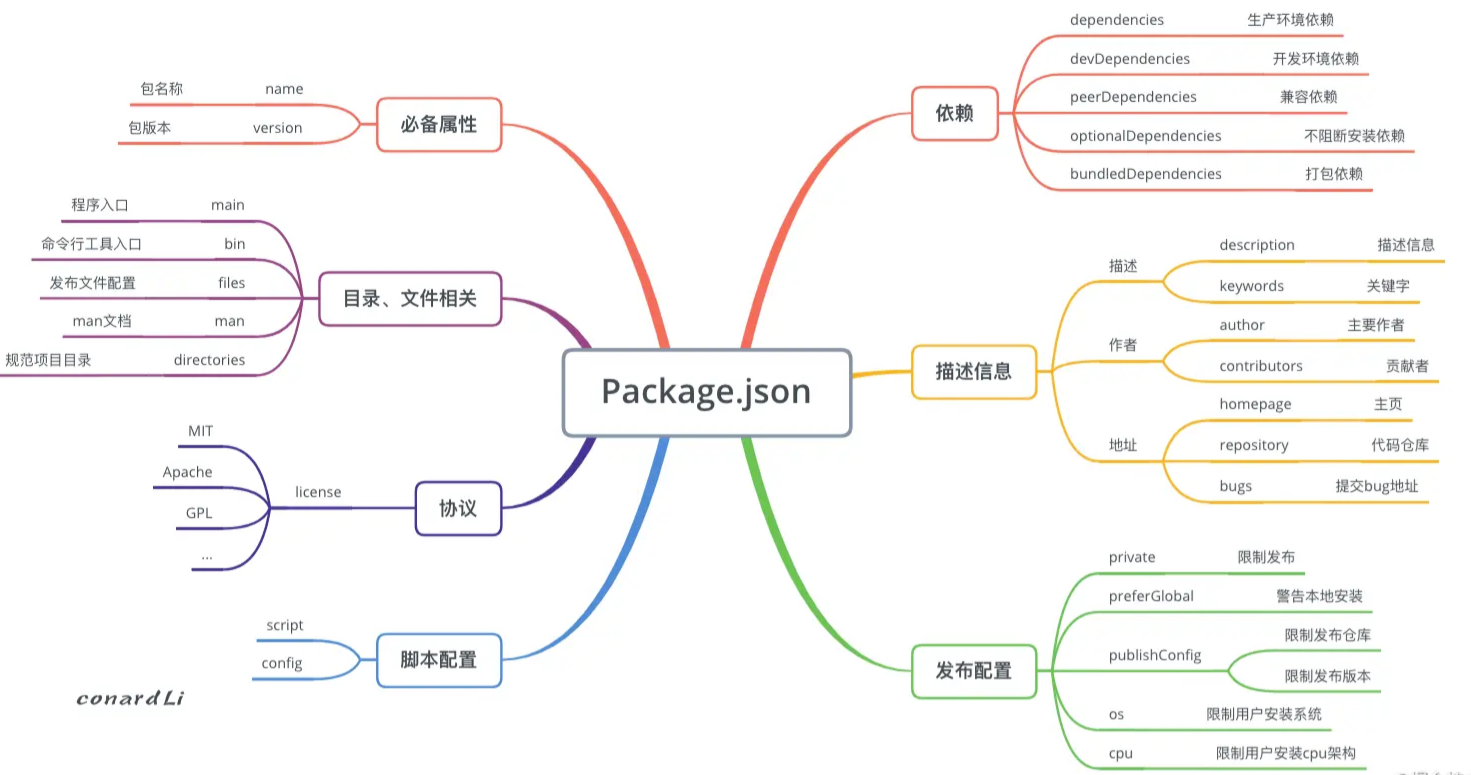 Package.json
必备属性
name 包名称
version 包版本
目录、文件相关
main 程序入口
bin 命令行工具入口
files 发布文件配置
man man文档
directories 规范项目目录
协议
license
MIT
Apache
GPL
...
脚本配置
script
config
conard Li
依赖
dependencies 生产环境依赖
devDependencies 开发环境依赖
peerDependencies 兼容依赖
optionalDependencies 不阻断安装依赖
bundledDependencies 打包依赖
描述信息
描述
description 描述信息
keywords 关键字
作者
author 主要作者
contributors 贡献者
地址
homepage 主页
repository 代码仓库
bugs 提交bug地址
发布配置
private 限制发布
preferGlobal 警告本地安装
publishConfig
限制发布仓库
限制发布版本
os 限制用户安装系统
cpu 限制用户安装cpu架构